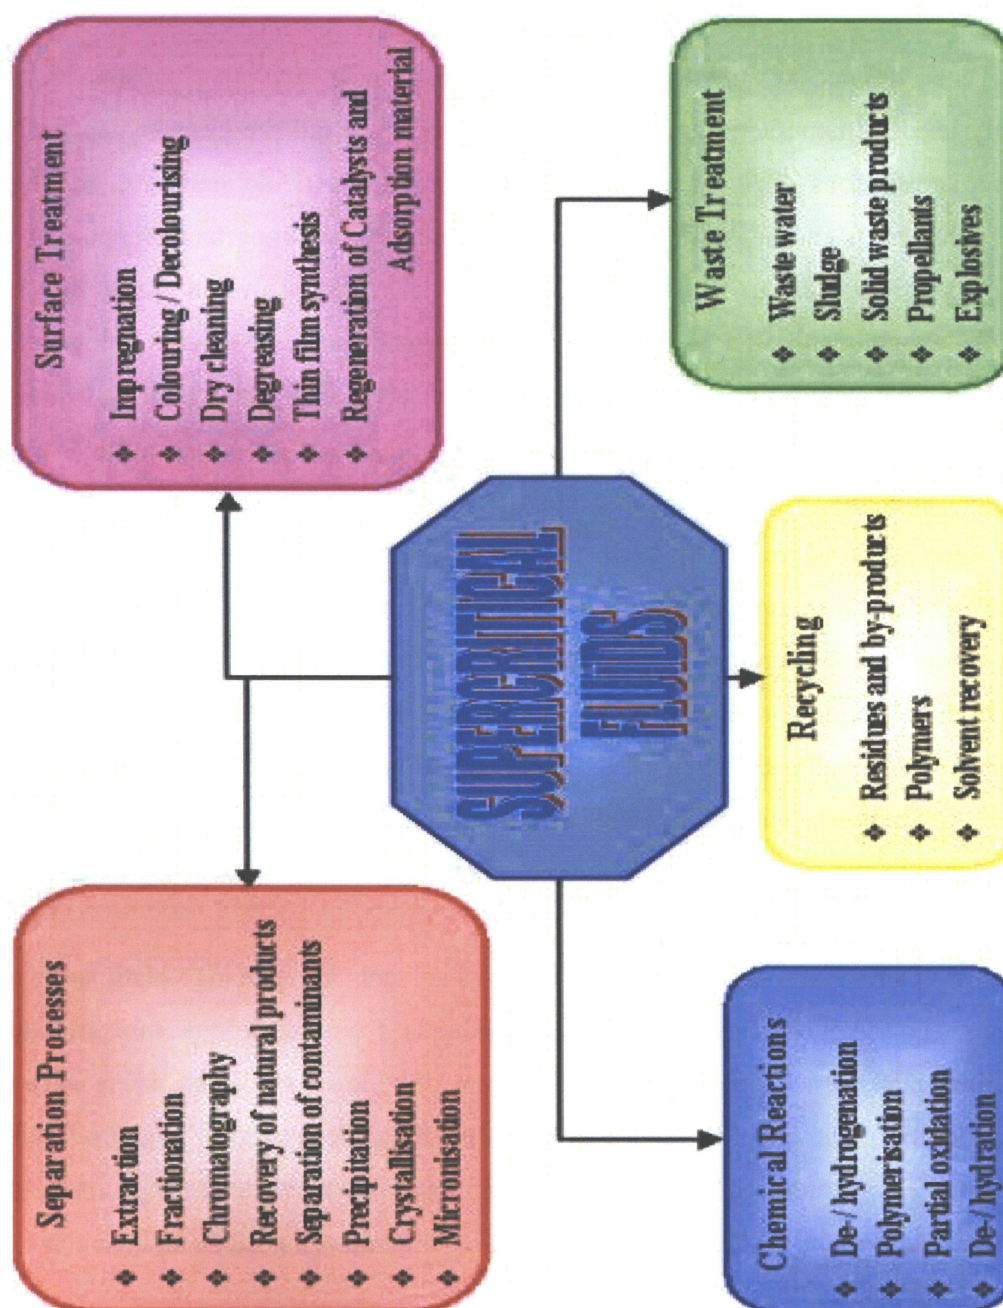 Separation Processes
❖ Extraction
❖ Fractionation
❖ Chromatography
❖ Recovery of natural products
❖ Separation of contaminants
❖ Precipitation
❖ Crystallisation
❖ Micronisation
Surface Treatment
❖ Impregnation
❖ Colouring / Decolourising
❖ Dry cleaning
❖ Degreasing
❖ Thin film synthesis
❖ Regeneration of Catalysts and
Adsorption material
SUPERCRITICAL
FLUIDS
Chemical Reactions
❖ De-/ hydrogenation
❖ Polymerisation
❖ Partial oxidation
❖ De-/ hydration
Recycling
❖ Residues and by-products
❖ Polymers
❖ Solvent recovery
Waste Treatment
❖ Waste water
❖ Sludge
❖ Solid waste products
❖ Propellants
❖ Explosives